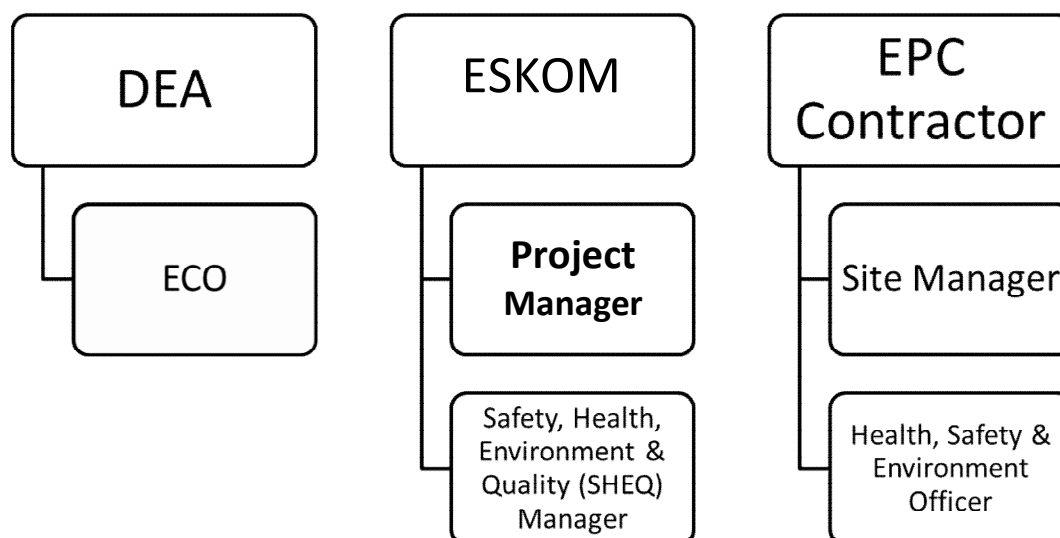 DEA
ECO
ESKOM
Project
Manager
Safety, Health,
Environment &
Quality (SHEQ)
Manager
EPC
Contractor
Site Manager
Health, Safety &
Environment
Officer